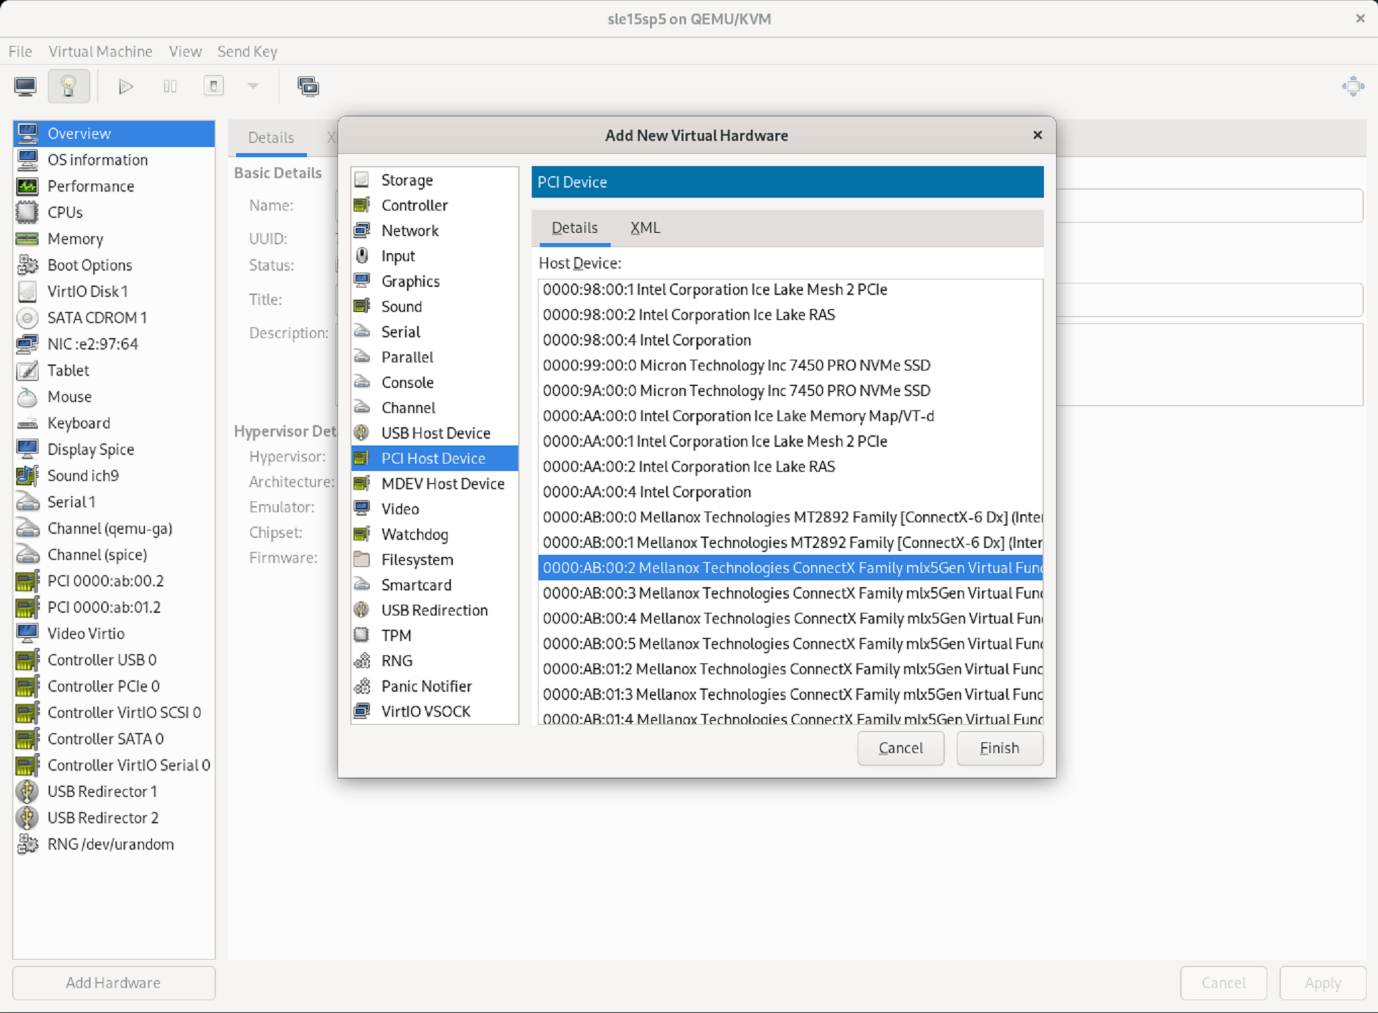 sle15sp5 on QEMU/KVM
File Virtual Machine View Send Key
Overview
OS information
Performance
CPUs
Memory
Boot Options
VirtIO Disk 1
SATA CDROM 1
NIC :e2:97:64
Tablet
Mouse
Keyboard
Display Spice
Sound ich9
Serial 1
Channel (qemu-ga)
Channel (spice)
PCI 0000:ab:00.2
PCI 0000:ab:01.2
Video Virtio
Controller USB 0
Controller PCIe 0
Controller VirtIO SCSI 0
Controller SATA 0
Controller VirtIO Serial 0
USB Redirector 1
USB Redirector 2
RNG /dev/urandom
Add Hardware
Details X
Basic Details
Name:
UUID:
Status:
Title:
Description:
Hypervisor Det
Hypervisor:
Architecture:
Emulator:
Chipset:
Firmware:
Add New Virtual Hardware
Storage
Controller
Network
Input
Graphics
Sound
Serial
Parallel
Console
Channel
USB Host Device
PCI Host Device
MDEV Host Device
Video
Watchdog
Filesystem
Smartcard
USB Redirection
TPM
RNG
Panic Notifier
VirtIO VSOCK
PCI Device
Details XML
Host Device:
0000:98:00:1 Intel Corporation Ice Lake Mesh 2 PCIe
0000:98:00:2 Intel Corporation Ice Lake RAS
0000:98:00:4 Intel Corporation
0000:99:00:0 Micron Technology Inc 7450 PRO NVMe SSD
0000:9A:00:0 Micron Technology Inc 7450 PRO NVMe SSD
0000:AA:00:0 Intel Corporation Ice Lake Memory Map/VT-d
0000:AA:00:1 Intel Corporation Ice Lake Mesh 2 PCIe
0000:AA:00:2 Intel Corporation Ice Lake RAS
0000:AA:00:4 Intel Corporation
0000:AB:00:0 Mellanox Technologies MT2892 Family [ConnectX-6 Dx] (Inter
0000:AB:00:1 Mellanox Technologies MT2892 Family [ConnectX-6 Dx] (Inter
0000:AB:00:2 Mellanox Technologies ConnectX Family mlx5Gen Virtual Func
0000:AB:00:3 Mellanox Technologies ConnectX Family mlx5Gen Virtual Func
0000:AB:00:4 Mellanox Technologies ConnectX Family mlx5Gen Virtual Func
0000:AB:00:5 Mellanox Technologies ConnectX Family mlx5Gen Virtual Func
0000:AB:01:2 Mellanox Technologies ConnectX Family mlx5Gen Virtual Func
0000:AB:01:3 Mellanox Technologies ConnectX Family mlx5Gen Virtual Func
0000:AB:01:4 Mellanox Technologies ConnectX Family mlx5Gen Virtual Func
Cancel Finish
Cancel Apply